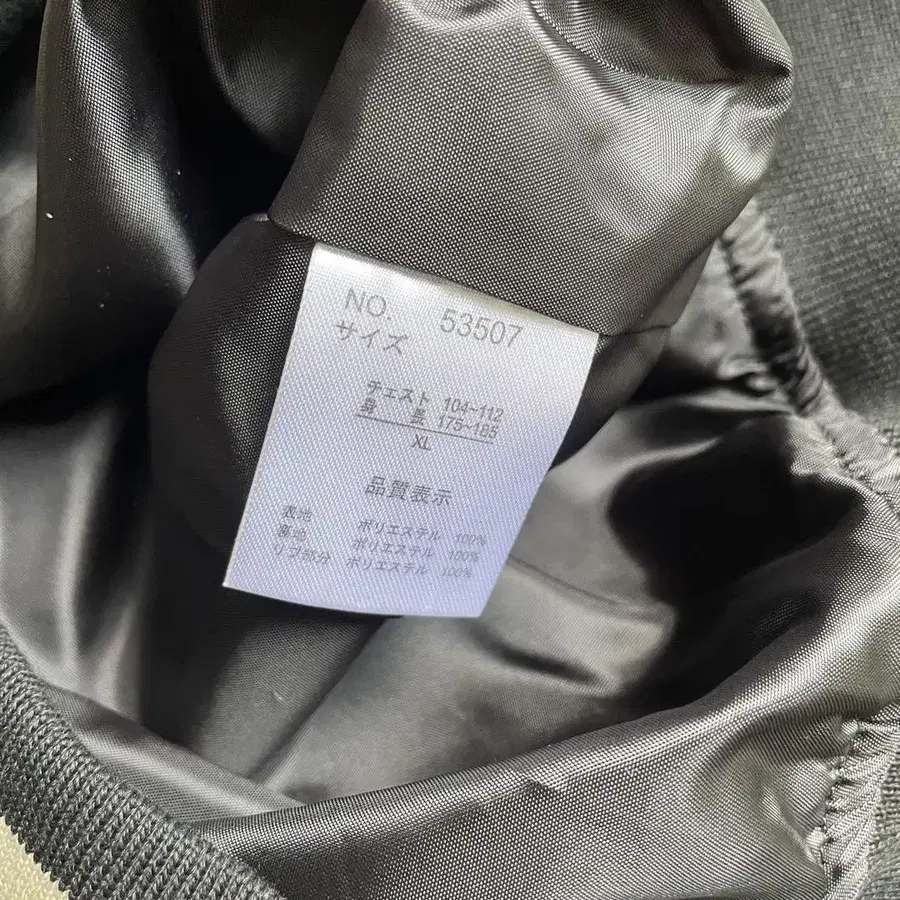 NO. 53507
サイズ
チェスト 104~112
身 長 175~185
XL
品質表示
表地 ポリエステル 100%
裏地 ポリエステル 100%
リブ部分 ポリエステル 100%